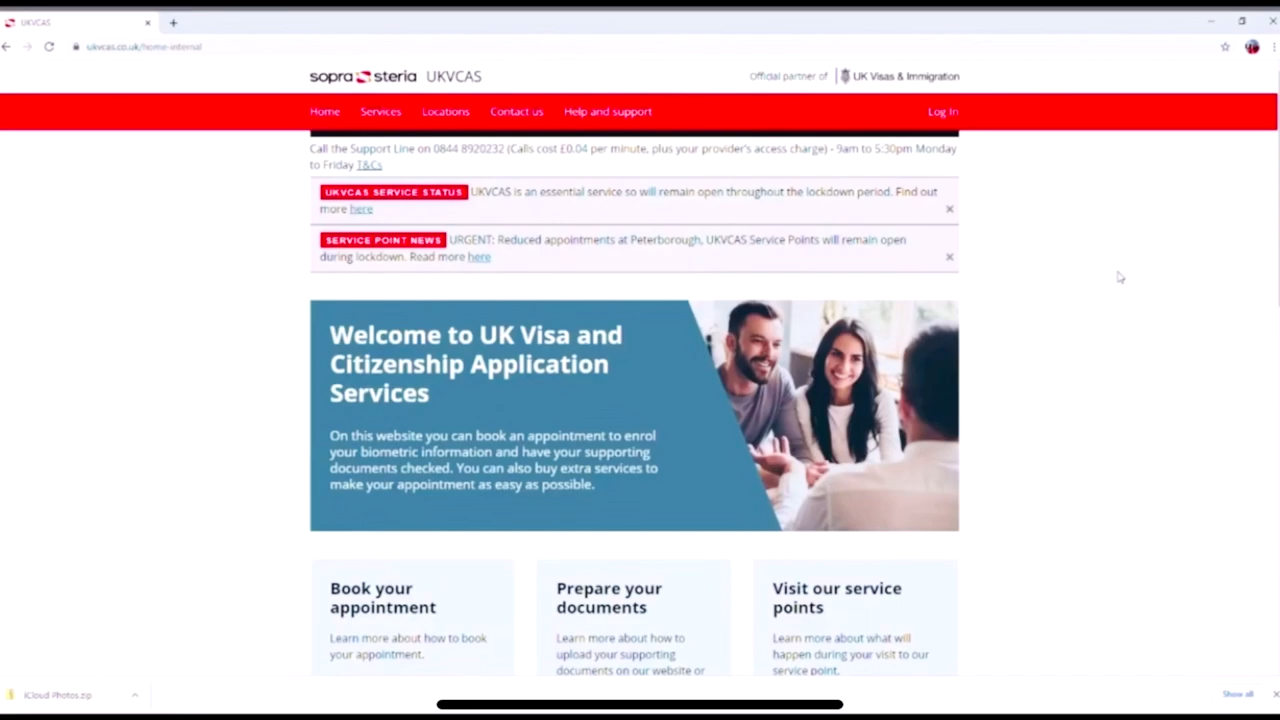 UKVCAS
ukvcas.co.uk/home-internal
sopra steria UKVCAS
Official partner of UK Visas & Immigration
Home Services Locations Contact us Help and support Log In
Call the Support Line on 0844 8920232 (Calls cost £0.04 per minute, plus your provider's access charge) - 9am to 5:30pm Monday
to Friday T&Cs
UKVCAS SERVICE STATUS UKVCAS is an essential service so will remain open throughout the lockdown period. Find out
more here
SERVICE POINT NEWS URGENT: Reduced appointments at Peterborough, UKVCAS Service Points will remain open
during lockdown. Read more here
Welcome to UK Visa and
Citizenship Application
Services
On this website you can book an appointment to enrol
your biometric information and have your supporting
documents checked. You can also buy extra services to
make your appointment as easy as possible.
Book your
appointment
Learn more about how to book
your appointment.
Prepare your
documents
Learn more about how to
upload your supporting
documents on our website or
Visit our service
points
Learn more about what will
happen during your visit to our
service point.
iCloud Photos.zip
Show all